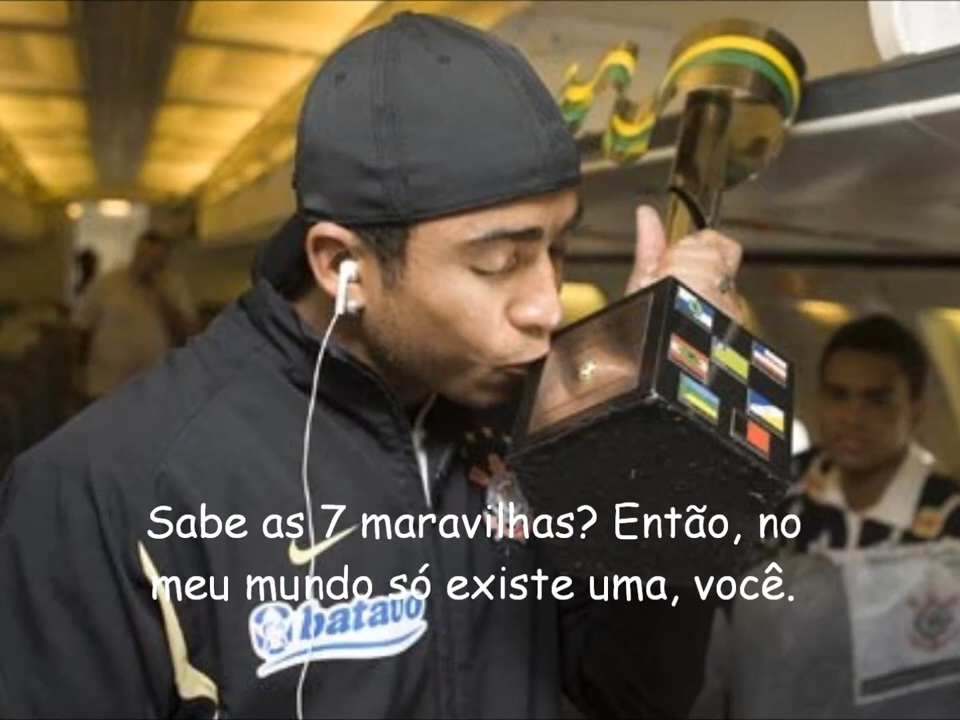 Sabe as 7 maravilhas? Então, no
meu mundo só existe uma, você.
batavo